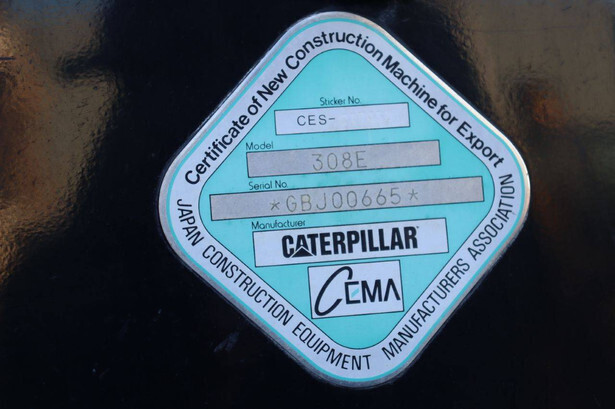 Certificate of New Construction Machine for Export
Sticker No.
CES-
Model
308E
Serial No.
*GBJ00665*
Manufacturer
CATERPILLAR
CEMA
JAPAN CONSTRUCTION EQUIPMENT MANUFACTURERS ASSOCIATION